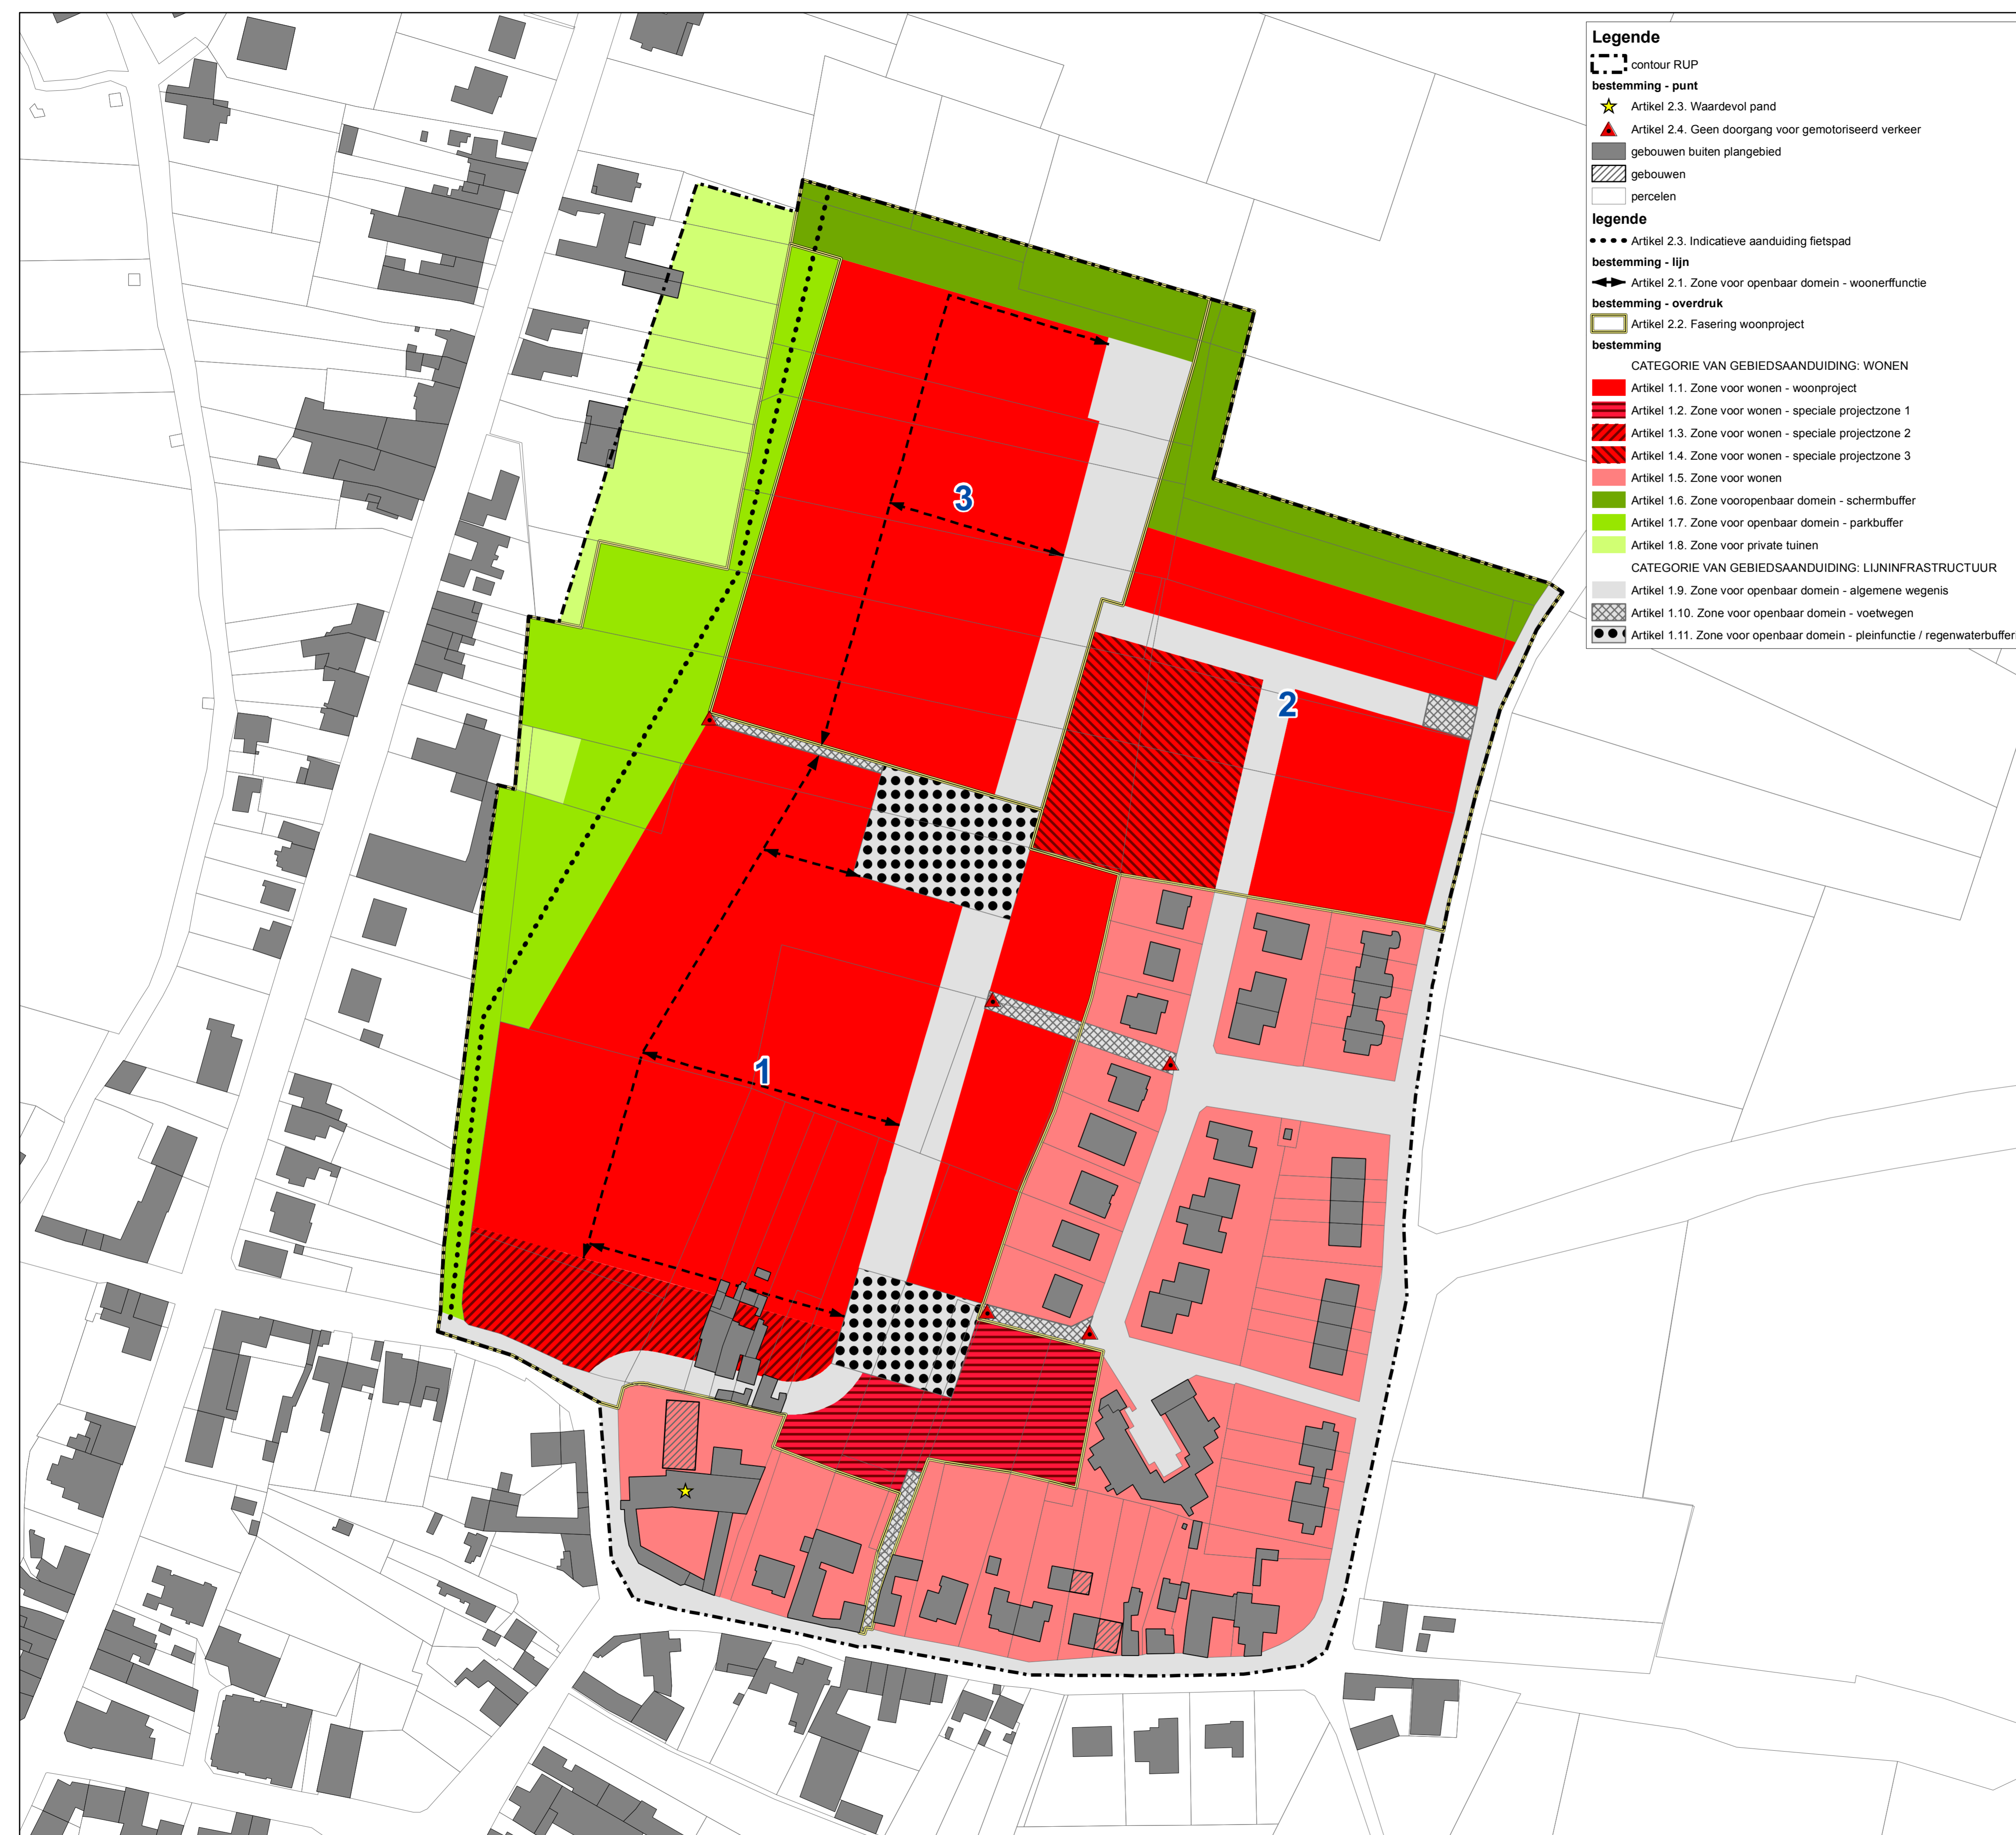 Legende
contour RUP
bestemming - punt
Artikel 2.3. Waardevol pand
Artikel 2.4. Geen doorgang voor gemotoriseerd verkeer
gebouwen buiten plangebied
gebouwen
percelen
legende
Artikel 2.3. Indicatieve aanduiding fietspad
bestemming - lijn
Artikel 2.1. Zone voor openbaar domein - woonerffunctie
bestemming - overdruk
Artikel 2.2. Fasering woonproject
bestemming
CATEGORIE VAN GEBIEDSAANDUIDING: WONEN
Artikel 1.1. Zone voor wonen - woonproject
Artikel 1.2. Zone voor wonen - speciale projectzone 1
Artikel 1.3. Zone voor wonen - speciale projectzone 2
Artikel 1.4. Zone voor wonen - speciale projectzone 3
Artikel 1.5. Zone voor wonen
Artikel 1.6. Zone vooropenbaar domein - schermbuffer
Artikel 1.7. Zone voor openbaar domein - parkbuffer
Artikel 1.8. Zone voor private tuinen
CATEGORIE VAN GEBIEDSAANDUIDING: LIJNINFRASTRUCTUUR
Artikel 1.9. Zone voor openbaar domein - algemene wegenis
Artikel 1.10. Zone voor openbaar domein - voetwegen
Artikel 1.11. Zone voor openbaar domein - pleinfunctie / regenwaterbuffer
3
2
1